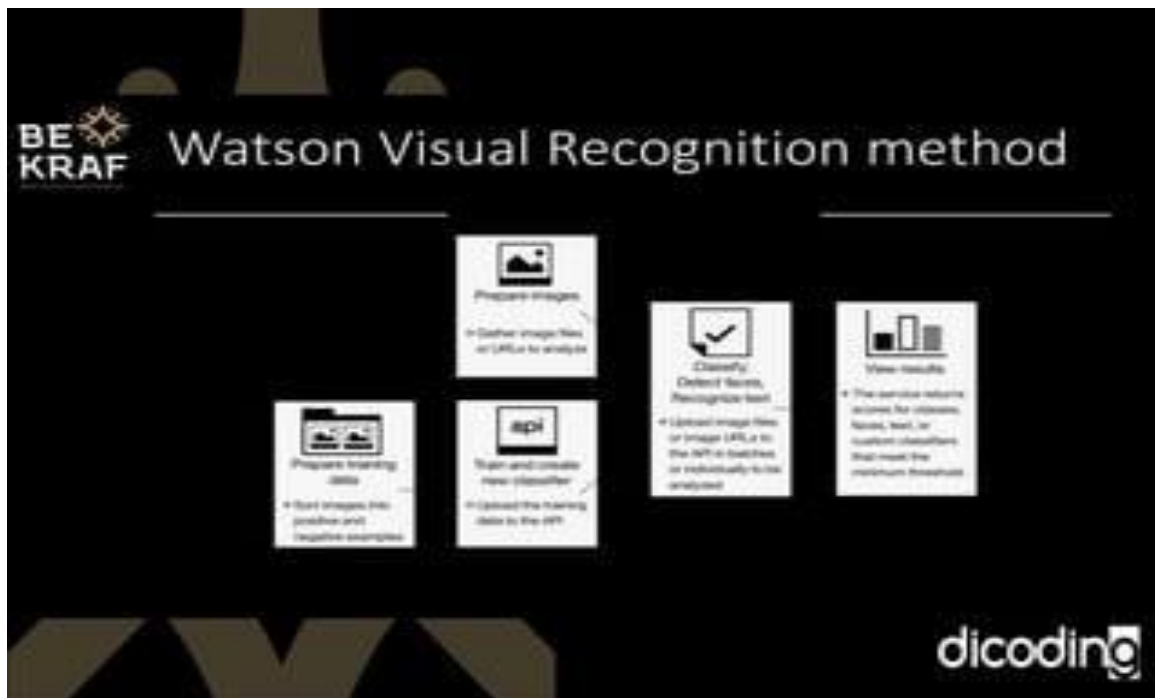 BE
KRAF
Watson Visual Recognition method
Prepare images
• Gather image files
or URLs to analyze
Prepare training
data
• Sort images into
positive and
negative examples
api
Train and create
new classifier
• Upload the training
data to the API
Classify,
Detect faces,
Recognize text
• Upload image files
or image URLs to
the API in batches
or individually to be
analyzed
View results
• The service returns
scores for classes,
faces, text, or
custom classifiers
that meet the
minimum threshold
dicoding